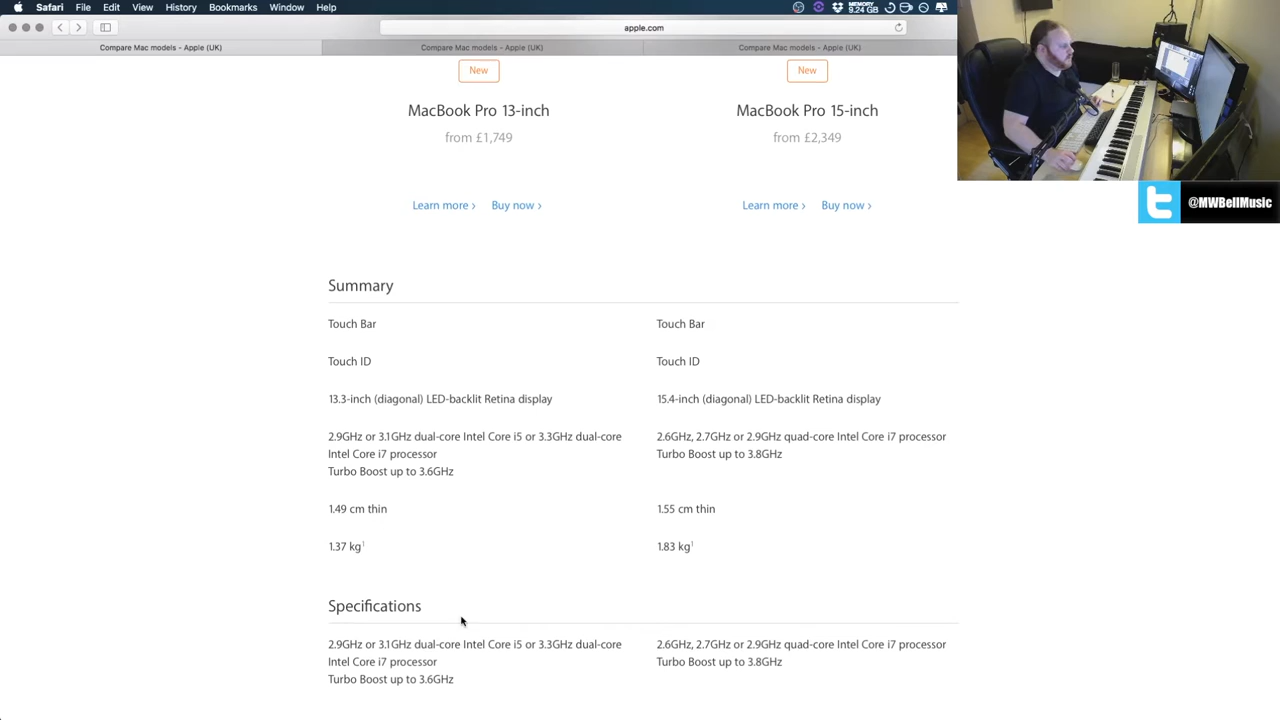 Safari File Edit View History Bookmarks Window Help
MEMORY
9.24 GB
apple.com
Compare Mac models - Apple (UK)
Compare Mac models - Apple (UK)
Compare Mac models - Apple (UK)
@MWBellMusic
New
New
MacBook Pro 13-inch
MacBook Pro 15-inch
from £1,749
from £2,349
Learn more › Buy now ›
Learn more › Buy now ›
Summary
Touch Bar
Touch Bar
Touch ID
Touch ID
13.3-inch (diagonal) LED-backlit Retina display
15.4-inch (diagonal) LED-backlit Retina display
2.9GHz or 3.1GHz dual-core Intel Core i5 or 3.3GHz dual-core
Intel Core i7 processor
Turbo Boost up to 3.6GHz
2.6GHz, 2.7GHz or 2.9GHz quad-core Intel Core i7 processor
Turbo Boost up to 3.8GHz
1.49 cm thin
1.55 cm thin
1.37 kg¹
1.83 kg¹
Specifications
2.9GHz or 3.1GHz dual-core Intel Core i5 or 3.3GHz dual-core
Intel Core i7 processor
Turbo Boost up to 3.6GHz
2.6GHz, 2.7GHz or 2.9GHz quad-core Intel Core i7 processor
Turbo Boost up to 3.8GHz